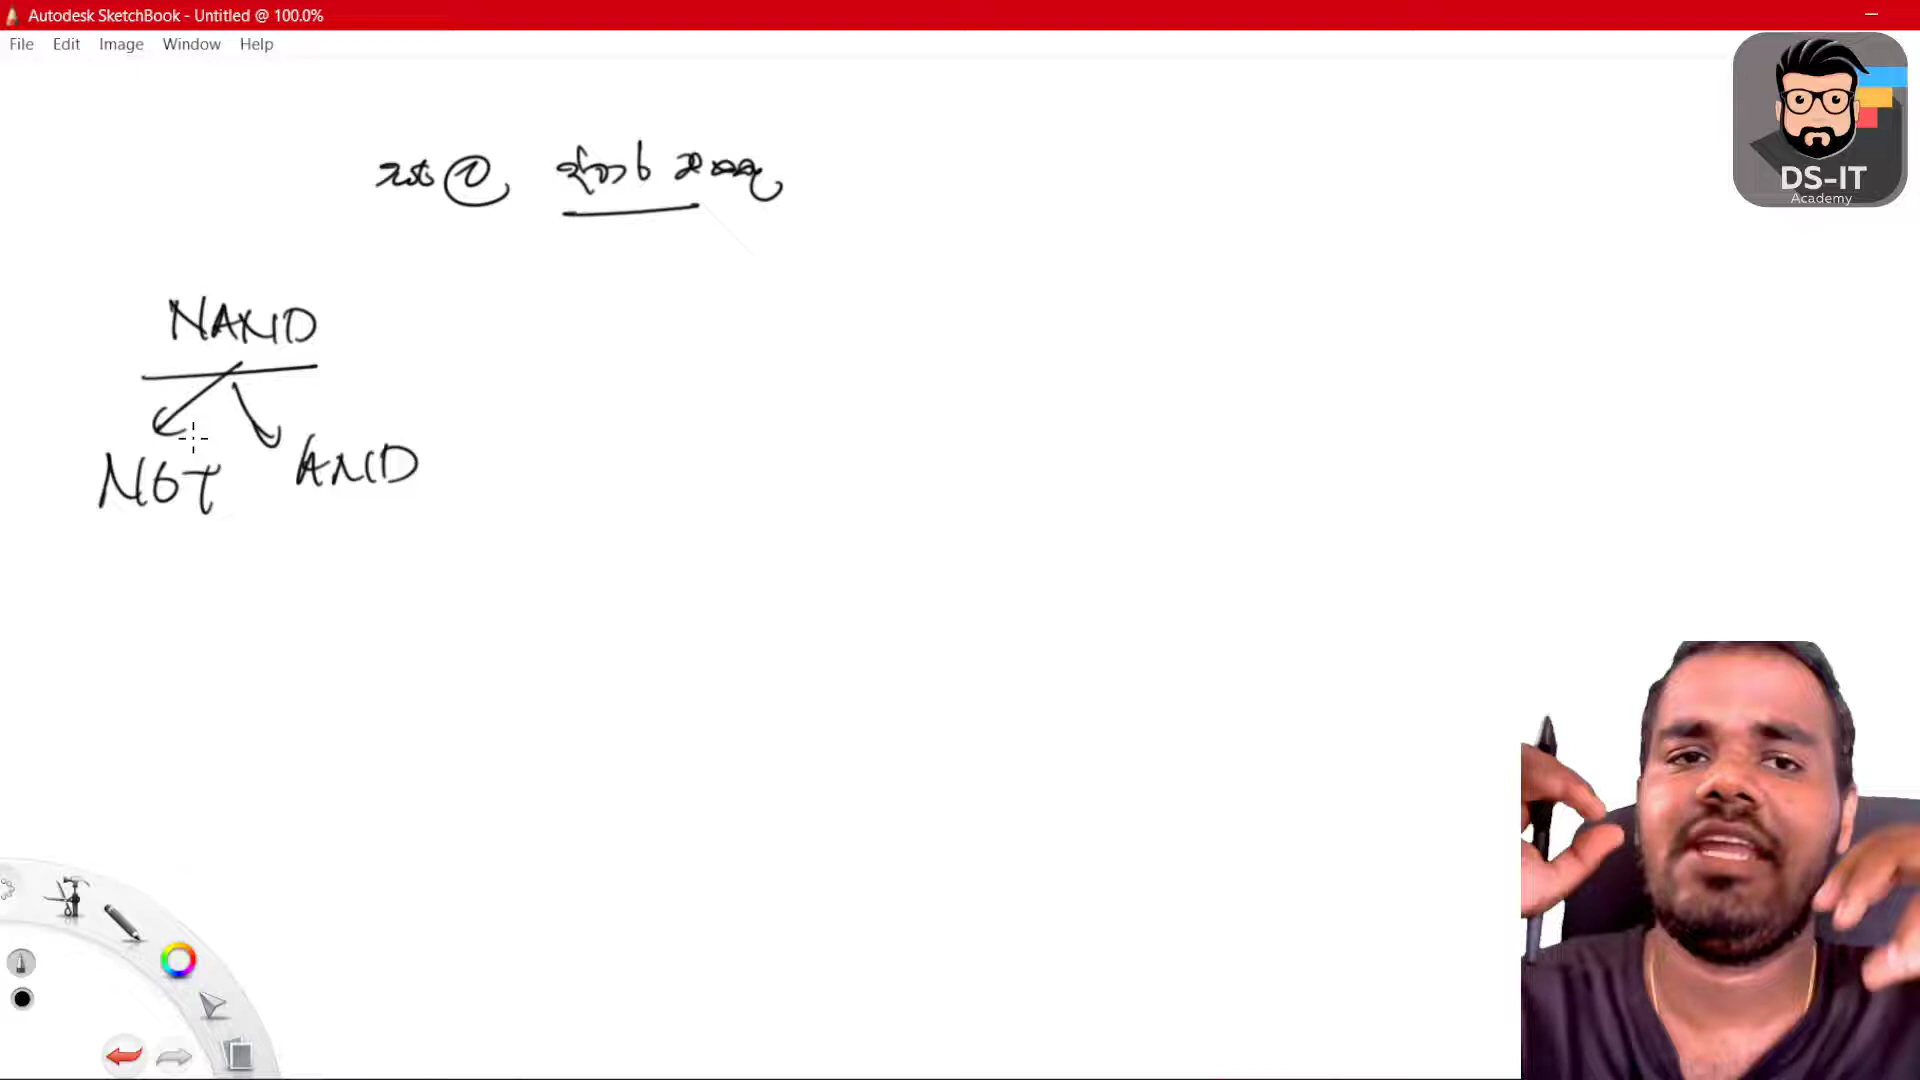 Autodesk SketchBook - Untitled @ 100.0%
File Edit Image Window Help
DS-IT
Academy
NAND
NOT AND